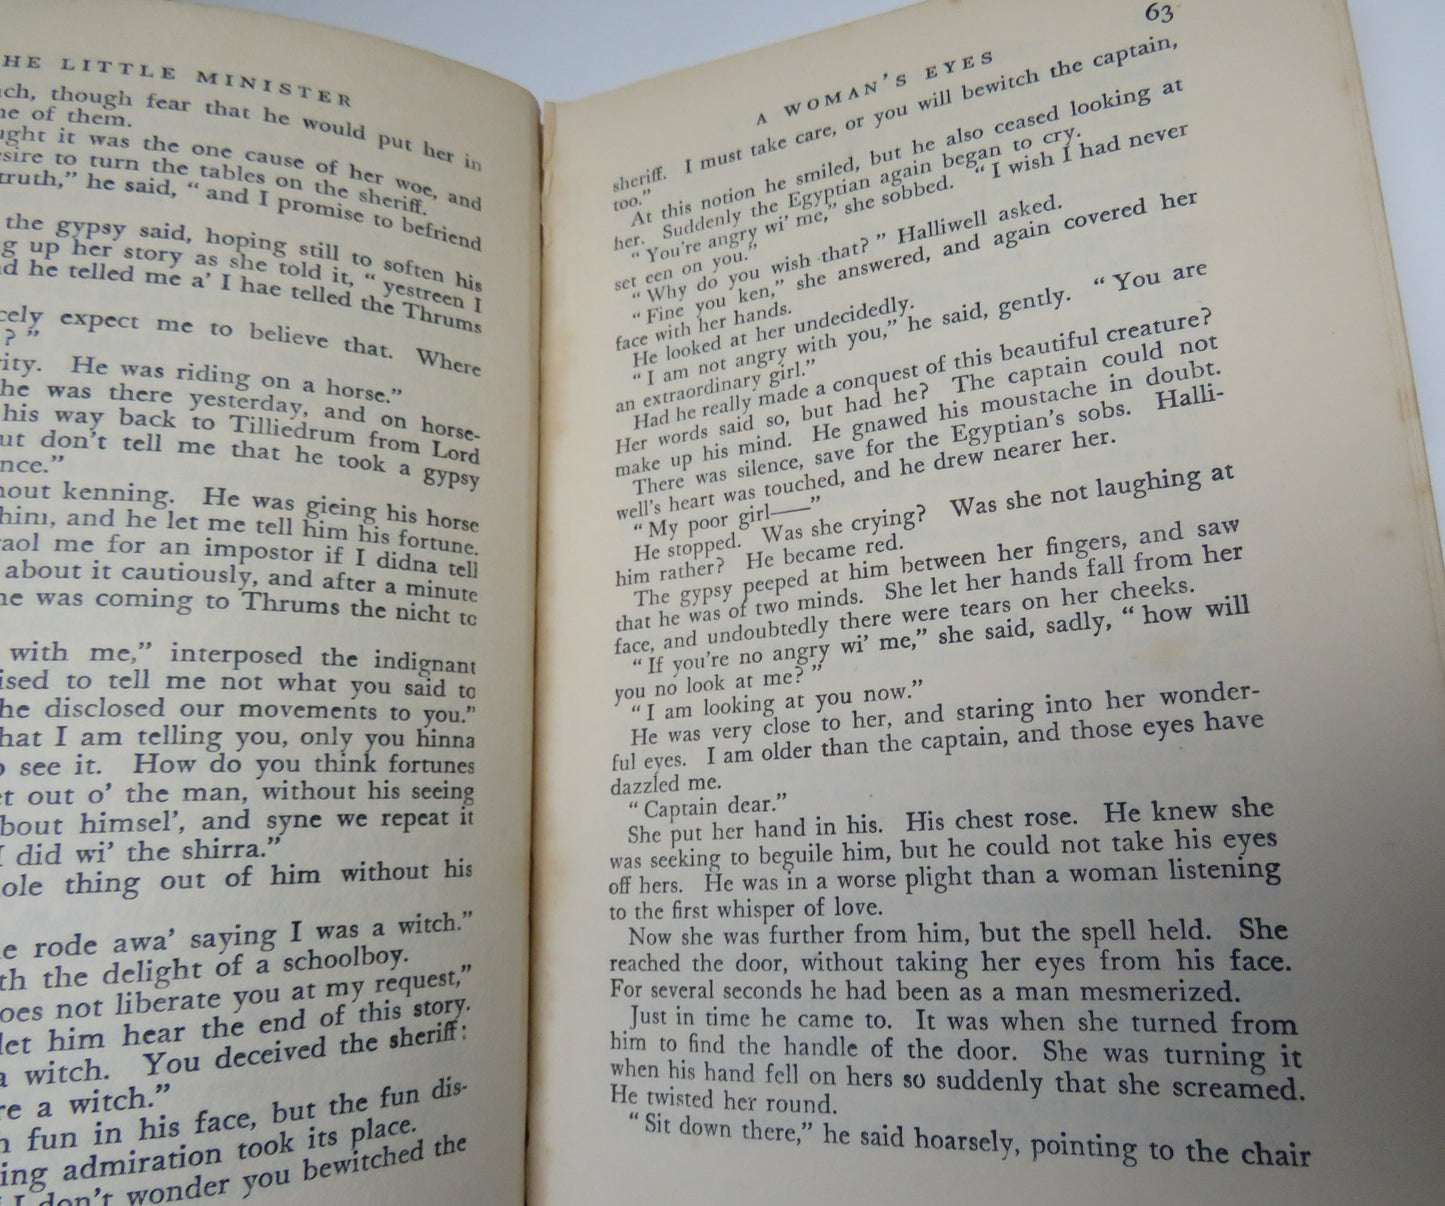 HE LITTLE MINISTER
ch, though fear that he would put her in
ne of them.
ught it was the one cause of her woe, and
esire to turn the tables on the sheriff.
truth," he said, " and I promise to befriend
the gypsy said, hoping still to soften his
g up her story as she told it, " yestreen I
d he telled me a' I hae telled the Thrums
cely expect me to believe that. Where
? "
ity. He was riding on a horse."
he was there yesterday, and on horse-
his way back to Tilliedrum from Lord
ut don't tell me that he took a gypsy
nce."
hout kenning. He was gieing his horse
him, and he let me tell him his fortune.
aol me for an impostor if I didna tell
about it cautiously, and after a minute
he was coming to Thrums the nicht to
with me," interposed the indignant
ised to tell me not what you said to
he disclosed our movements to you."
hat I am telling you, only you hinna
o see it. How do you think fortunes
et out o' the man, without his seeing
bout himsel', and syne we repeat it
I did wi' the shirra."
ole thing out of him without his
e rode awa' saying I was a witch."
th the delight of a schoolboy.
oes not liberate you at my request,"
let him hear the end of this story.
a witch. You deceived the sheriff:
re a witch."
h fun in his face, but the fun dis-
ing admiration took its place.
I don't wonder you bewitched the
A WOMAN'S EYES 63
sheriff. I must take care, or you will bewitch the captain,
too."
At this notion he smiled, but he also ceased looking at
her. Suddenly the Egyptian again began to cry.
" You're angry wi' me," she sobbed. " I wish I had never
set een on you."
" Why do you wish that? " Halliwell asked.
" Fine you ken," she answered, and again covered her
face with her hands.
He looked at her undecidedly.
" I am not angry with you," he said, gently. " You are
an extraordinary girl."
Had he really made a conquest of this beautiful creature?
Her words said so, but had he? The captain could not
make up his mind. He gnawed his moustache in doubt.
There was silence, save for the Egyptian's sobs. Halli-
well's heart was touched, and he drew nearer her.
" My poor girl——"
He stopped. Was she crying? Was she not laughing at
him rather? He became red.
The gypsy peeped at him between her fingers, and saw
that he was of two minds. She let her hands fall from her
face, and undoubtedly there were tears on her cheeks.
" If you're no angry wi' me," she said, sadly, " how will
you no look at me? "
" I am looking at you now."
He was very close to her, and staring into her wonder-
ful eyes. I am older than the captain, and those eyes have
dazzled me.
" Captain dear."
She put her hand in his. His chest rose. He knew she
was seeking to beguile him, but he could not take his eyes
off hers. He was in a worse plight than a woman listening
to the first whisper of love.
Now she was further from him, but the spell held. She
reached the door, without taking her eyes from his face.
For several seconds he had been as a man mesmerized.
Just in time he came to. It was when she turned from
him to find the handle of the door. She was turning it
when his hand fell on hers so suddenly that she screamed.
He twisted her round.
" Sit down there," he said hoarsely, pointing to the chair